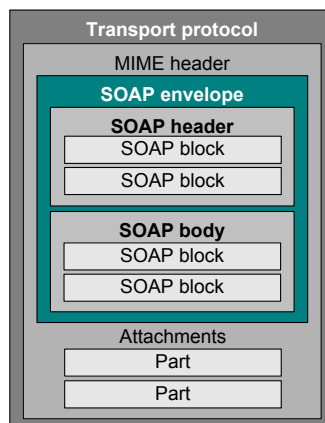 Transport protocol
MIME header
SOAP envelope
SOAP header
SOAP block
SOAP block
SOAP body
SOAP block
SOAP block
Attachments
Part
Part